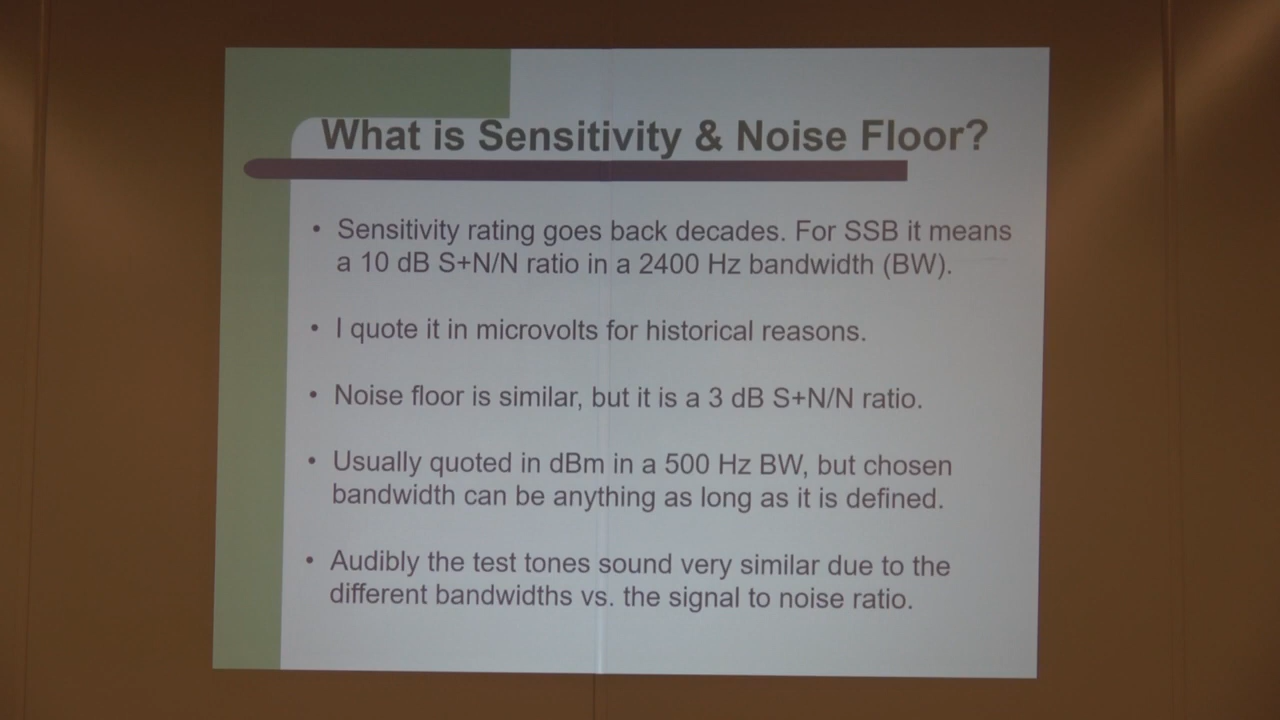 What is Sensitivity & Noise Floor?
• Sensitivity rating goes back decades. For SSB it means
a 10 dB S+N/N ratio in a 2400 Hz bandwidth (BW).
• I quote it in microvolts for historical reasons.
• Noise floor is similar, but it is a 3 dB S+N/N ratio.
• Usually quoted in dBm in a 500 Hz BW, but chosen
bandwidth can be anything as long as it is defined.
• Audibly the test tones sound very similar due to the
different bandwidths vs. the signal to noise ratio.